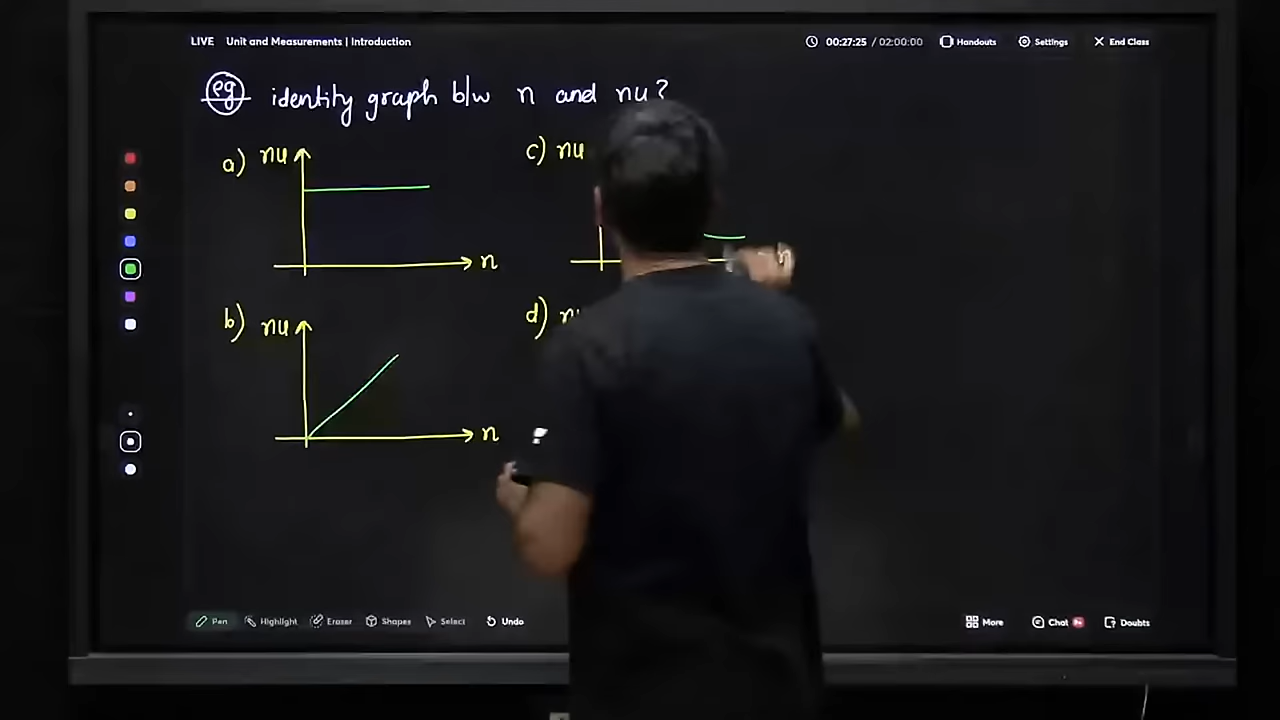 LIVE Unit and Measurements | Introduction
00:27:25 / 02:00:00 Handouts Settings End Class
eg identity graph b/w n and nu?
a) nu
n
b) nu
n
c) nu
n
d)
Pen Highlight Eraser Shapes Select Undo
More Chat Doubts